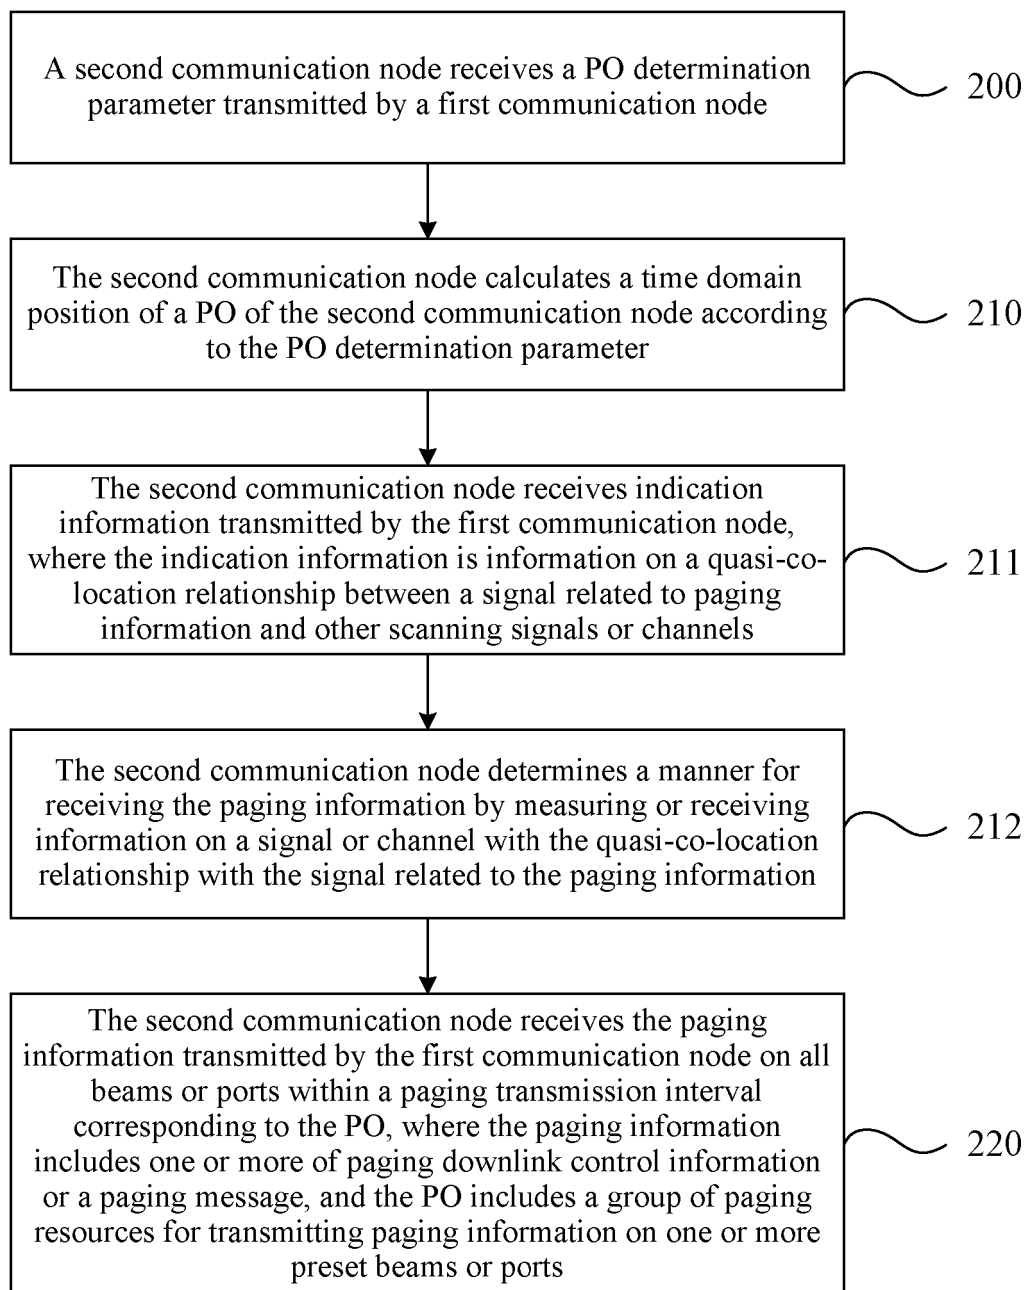 A second communication node receives a PO determination
parameter transmitted by a first communication node
200
The second communication node calculates a time domain
position of a PO of the second communication node according
to the PO determination parameter
210
The second communication node receives indication
information transmitted by the first communication node,
where the indication information is information on a quasi-co-
location relationship between a signal related to paging
information and other scanning signals or channels
211
The second communication node determines a manner for
receiving the paging information by measuring or receiving
information on a signal or channel with the quasi-co-location
relationship with the signal related to the paging information
212
The second communication node receives the paging
information transmitted by the first communication node on all
beams or ports within a paging transmission interval
corresponding to the PO, where the paging information
includes one or more of paging downlink control information
or a paging message, and the PO includes a group of paging
resources for transmitting paging information on one or more
preset beams or ports
220